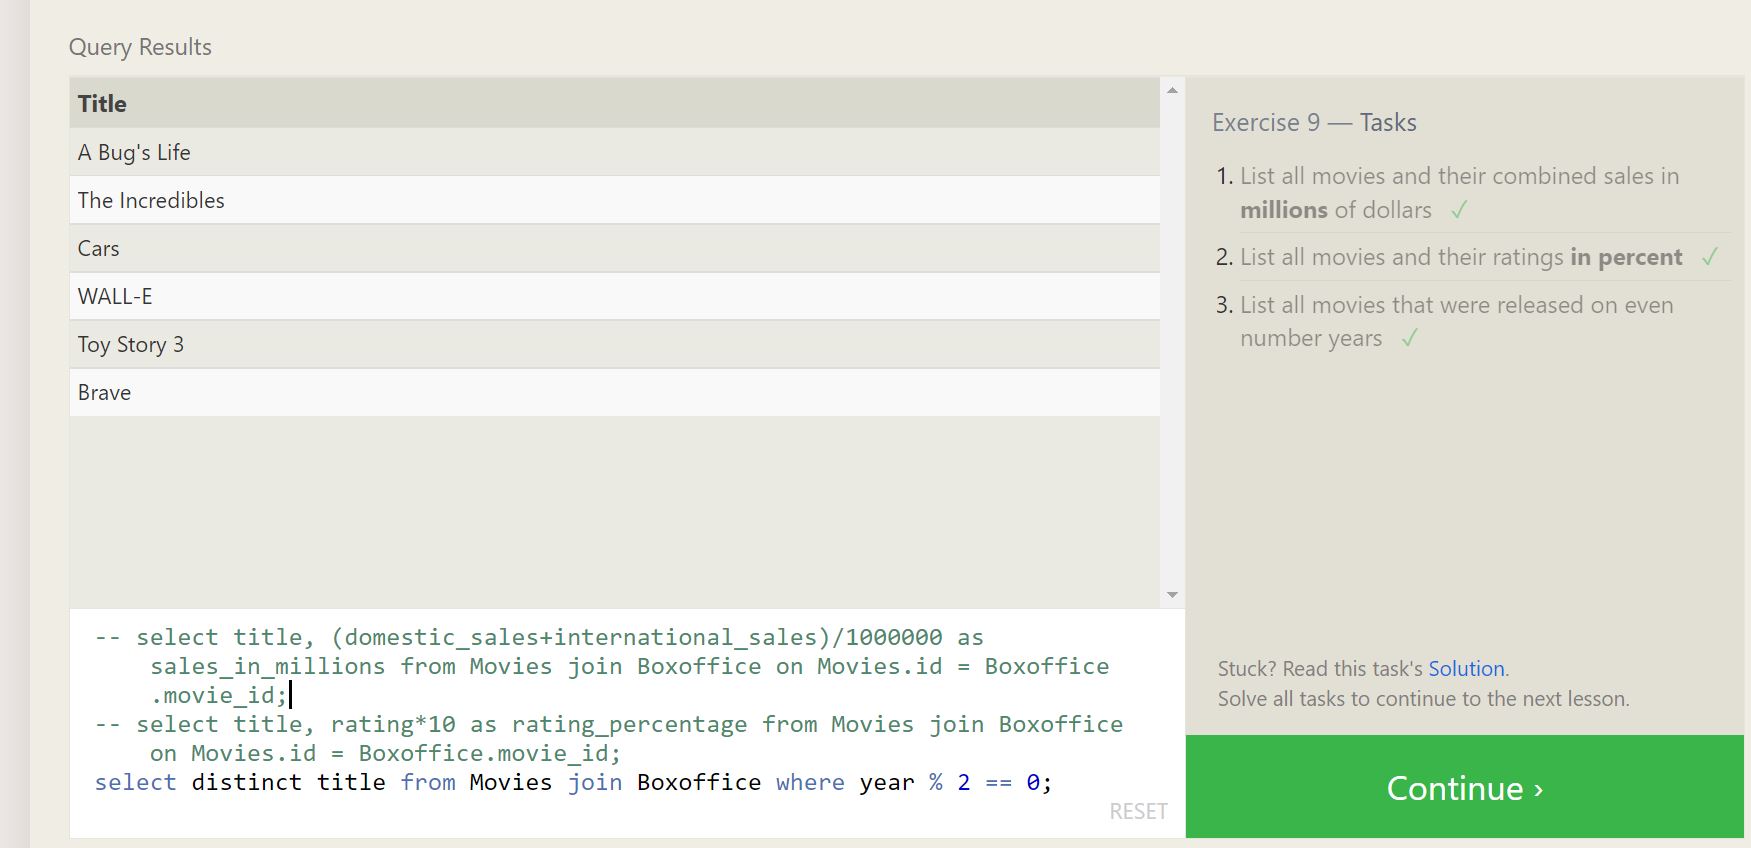 Query Results
Title
A Bug's Life
The Incredibles
Cars
WALL-E
Toy Story 3
Brave
-- select title, (domestic_sales+international_sales)/1000000 as
sales_in_millions from Movies join Boxoffice on Movies.id = Boxoffice
.movie_id;
-- select title, rating*10 as rating_percentage from Movies join Boxoffice
on Movies.id = Boxoffice.movie_id;
select distinct title from Movies join Boxoffice where year % 2 == 0;
RESET
Exercise 9 — Tasks
1. List all movies and their combined sales in
millions of dollars ✓
2. List all movies and their ratings in percent ✓
3. List all movies that were released on even
number years ✓
Stuck? Read this task's Solution.
Solve all tasks to continue to the next lesson.
Continue ›